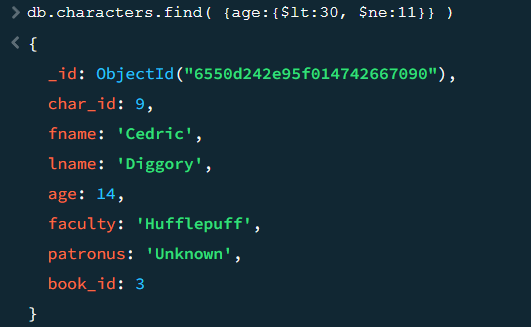 > db.characters.find( {age:{$lt:30, $ne:11}} )
< {
_id: ObjectId("6550d242e95f014742667090"),
char_id: 9,
fname: 'Cedric',
lname: 'Diggory',
age: 14,
faculty: 'Hufflepuff',
patronus: 'Unknown',
book_id: 3
}